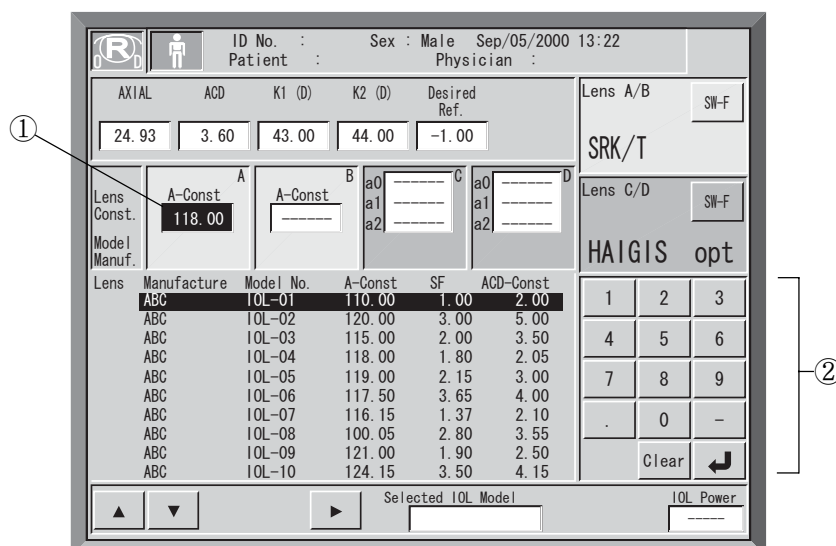 R O D ID No. : Sex : Male Sep/05/2000 13:22
Patient : Physician :
AXIAL ACD K1 (D) K2 (D) Desired Ref.
24.93 3.60 43.00 44.00 −1.00
Lens A/B SW-F
SRK/T
①
Lens Const.
Model Manuf.
A
A-Const
118.00
B
A-Const
------
C
a0 ------
a1 ------
a2 ------
D
a0 ------
a1 ------
a2 ------
Lens C/D SW-F
HAIGIS opt
Lens Manufacture Model No. A-Const SF ACD-Const
ABC IOL-01 110.00 1.00 2.00
ABC IOL-02 120.00 3.00 5.00
ABC IOL-03 115.00 2.00 3.50
ABC IOL-04 118.00 1.80 2.05
ABC IOL-05 119.00 2.15 3.00
ABC IOL-06 117.50 3.65 4.00
ABC IOL-07 116.15 1.37 2.10
ABC IOL-08 100.05 2.80 3.55
ABC IOL-09 121.00 1.90 2.50
ABC IOL-10 124.15 3.50 4.15
1 2 3
4 5 6
7 8 9
. 0 −
Clear
②
Selected IOL Model
IOL Power
-----